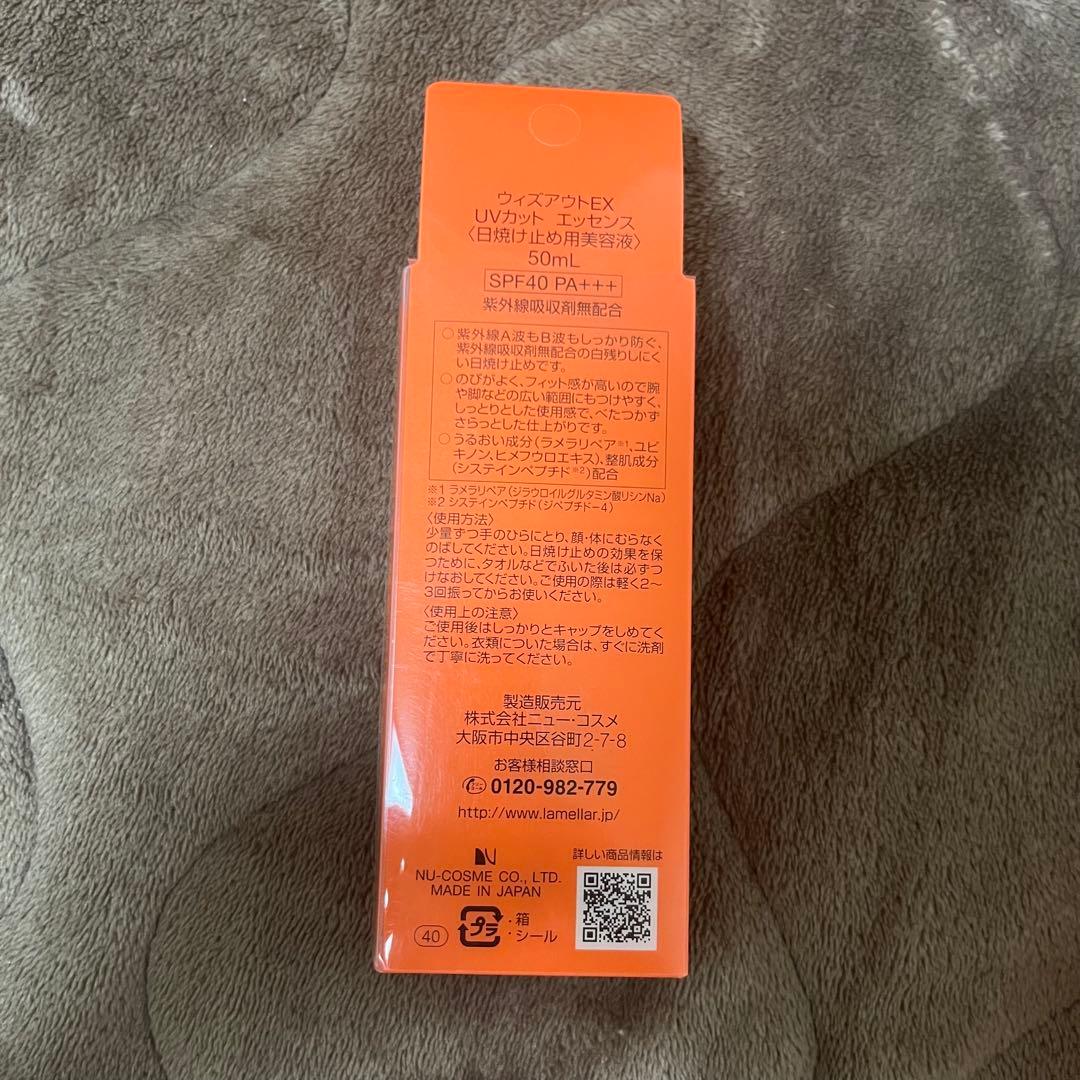 ウィズアウトEX
UVカット エッセンス
〈日焼け止め用美容液〉
50mL
SPF40 PA+++
紫外線吸収剤無配合
○紫外線A波もB波もしっかり防ぐ、
紫外線吸収剤無配合の白残りしにく
い日焼け止めです。
○のびがよく、フィット感が高いので腕
や脚などの広い範囲にもつけやすく、
しっとりとした使用感で、べたつかず
さらっとした仕上がりです。
○うるおい成分(ラメラリペア※1、ユビ
キノン、ヒメフウロエキス)、整肌成分
(システインペプチド※2)配合
※1 ラメラリペア(ジラウロイルグルタミン酸リシンNa)
※2 システインペプチド(ジペプチド-4)
〈使用方法〉
少量ずつ手のひらにとり、顔・体にむらなく
のばしてください。日焼け止めの効果を保
つために、タオルなどでふいた後は必ずつ
けなおしてください。ご使用の際は軽く2〜
3回振ってからお使いください。
〈使用上の注意〉
ご使用後はしっかりとキャップをしめてく
ださい。衣類についた場合は、すぐに洗剤
で丁寧に洗ってください。
製造販売元
株式会社ニュー・コスメ
大阪市中央区谷町2-7-8
お客様相談窓口
0120-982-779
http://www.lamellar.jp/
詳しい商品情報は
NU-COSME CO., LTD.
MADE IN JAPAN
40
プラ
・箱
・シール